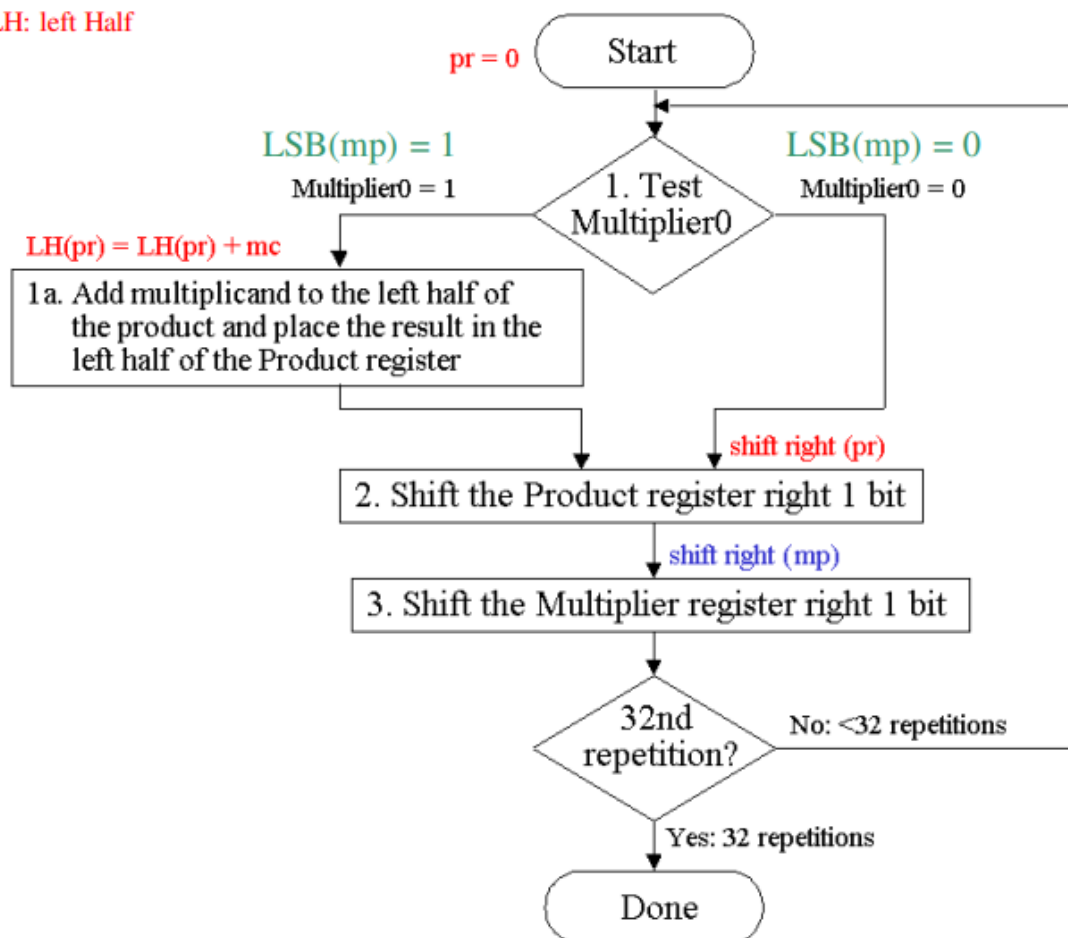 LH: left Half
Start
pr = 0
LSB(mp) = 1
LSB(mp) = 0
Multiplier0 = 1
1. Test
Multiplier0
Multiplier0 = 0
LH(pr) = LH(pr) + mc
1a. Add multiplicand to the left half of
the product and place the result in the
left half of the Product register
shift right (pr)
2. Shift the Product register right 1 bit
shift right (mp)
3. Shift the Multiplier register right 1 bit
32nd
repetition?
No: <32 repetitions
Yes: 32 repetitions
Done